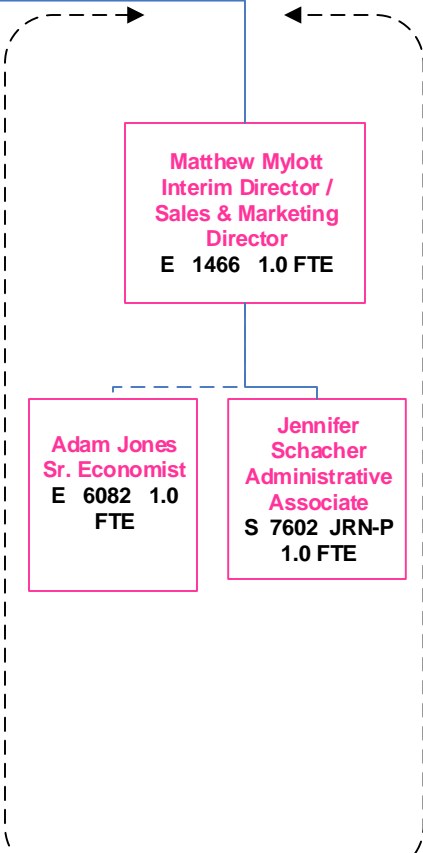 Matthew Mylott
Interim Director /
Sales & Marketing
Director
E 1466 1.0 FTE
Adam Jones
Sr. Economist
E 6082 1.0
FTE
Jennifer
Schacher
Administrative
Associate
S 7602 JRN-P
1.0 FTE